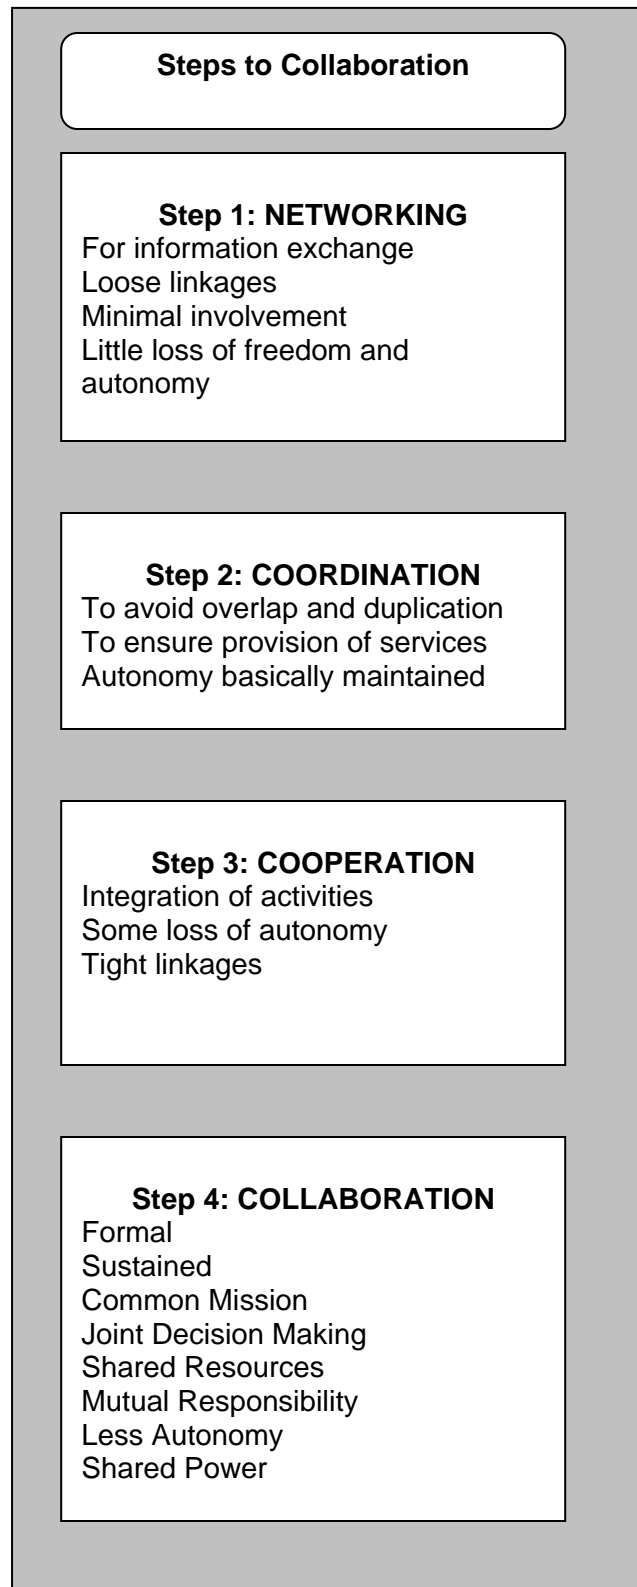 Steps to Collaboration
Step 1: NETWORKING
For information exchange
Loose linkages
Minimal involvement
Little loss of freedom and
autonomy
Step 2: COORDINATION
To avoid overlap and duplication
To ensure provision of services
Autonomy basically maintained
Step 3: COOPERATION
Integration of activities
Some loss of autonomy
Tight linkages
Step 4: COLLABORATION
Formal
Sustained
Common Mission
Joint Decision Making
Shared Resources
Mutual Responsibility
Less Autonomy
Shared Power